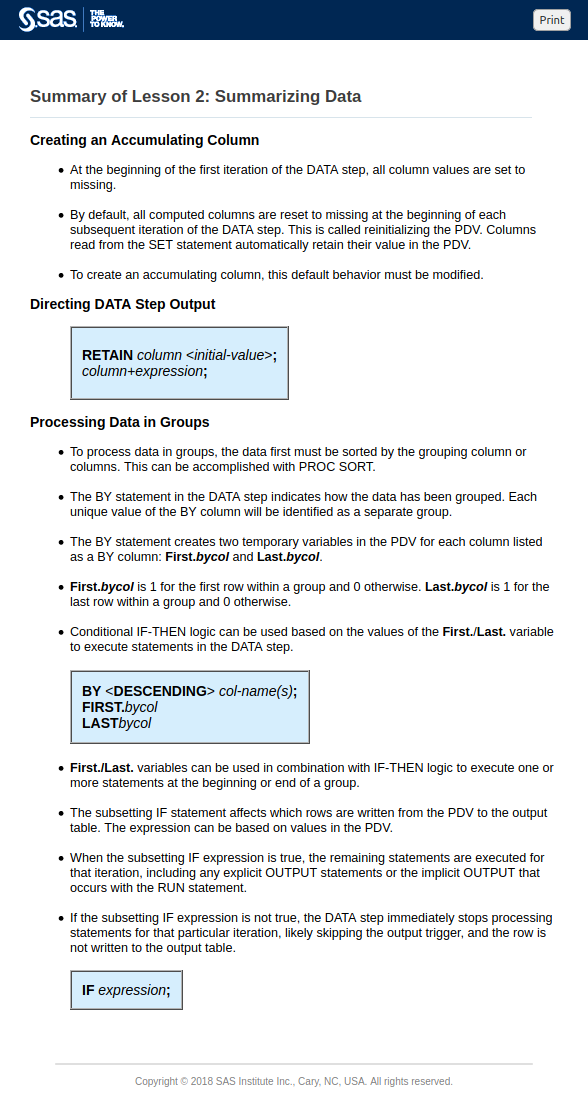 sas THE
POWER
TO KNOW.
Print
Summary of Lesson 2: Summarizing Data
Creating an Accumulating Column
• At the beginning of the first iteration of the DATA step, all column values are set to
missing.
• By default, all computed columns are reset to missing at the beginning of each
subsequent iteration of the DATA step. This is called reinitializing the PDV. Columns
read from the SET statement automatically retain their value in the PDV.
• To create an accumulating column, this default behavior must be modified.
Directing DATA Step Output
RETAIN column <initial-value>;
column+expression;
Processing Data in Groups
• To process data in groups, the data first must be sorted by the grouping column or
columns. This can be accomplished with PROC SORT.
• The BY statement in the DATA step indicates how the data has been grouped. Each
unique value of the BY column will be identified as a separate group.
• The BY statement creates two temporary variables in the PDV for each column listed
as a BY column: First.bycol and Last.bycol.
• First.bycol is 1 for the first row within a group and 0 otherwise. Last.bycol is 1 for the
last row within a group and 0 otherwise.
• Conditional IF-THEN logic can be used based on the values of the First./Last. variable
to execute statements in the DATA step.
BY <DESCENDING> col-name(s);
FIRST.bycol
LASTbycol
• First./Last. variables can be used in combination with IF-THEN logic to execute one or
more statements at the beginning or end of a group.
• The subsetting IF statement affects which rows are written from the PDV to the output
table. The expression can be based on values in the PDV.
• When the subsetting IF expression is true, the remaining statements are executed for
that iteration, including any explicit OUTPUT statements or the implicit OUTPUT that
occurs with the RUN statement.
• If the subsetting IF expression is not true, the DATA step immediately stops processing
statements for that particular iteration, likely skipping the output trigger, and the row is
not written to the output table.
IF expression;
Copyright © 2018 SAS Institute Inc., Cary, NC, USA. All rights reserved.